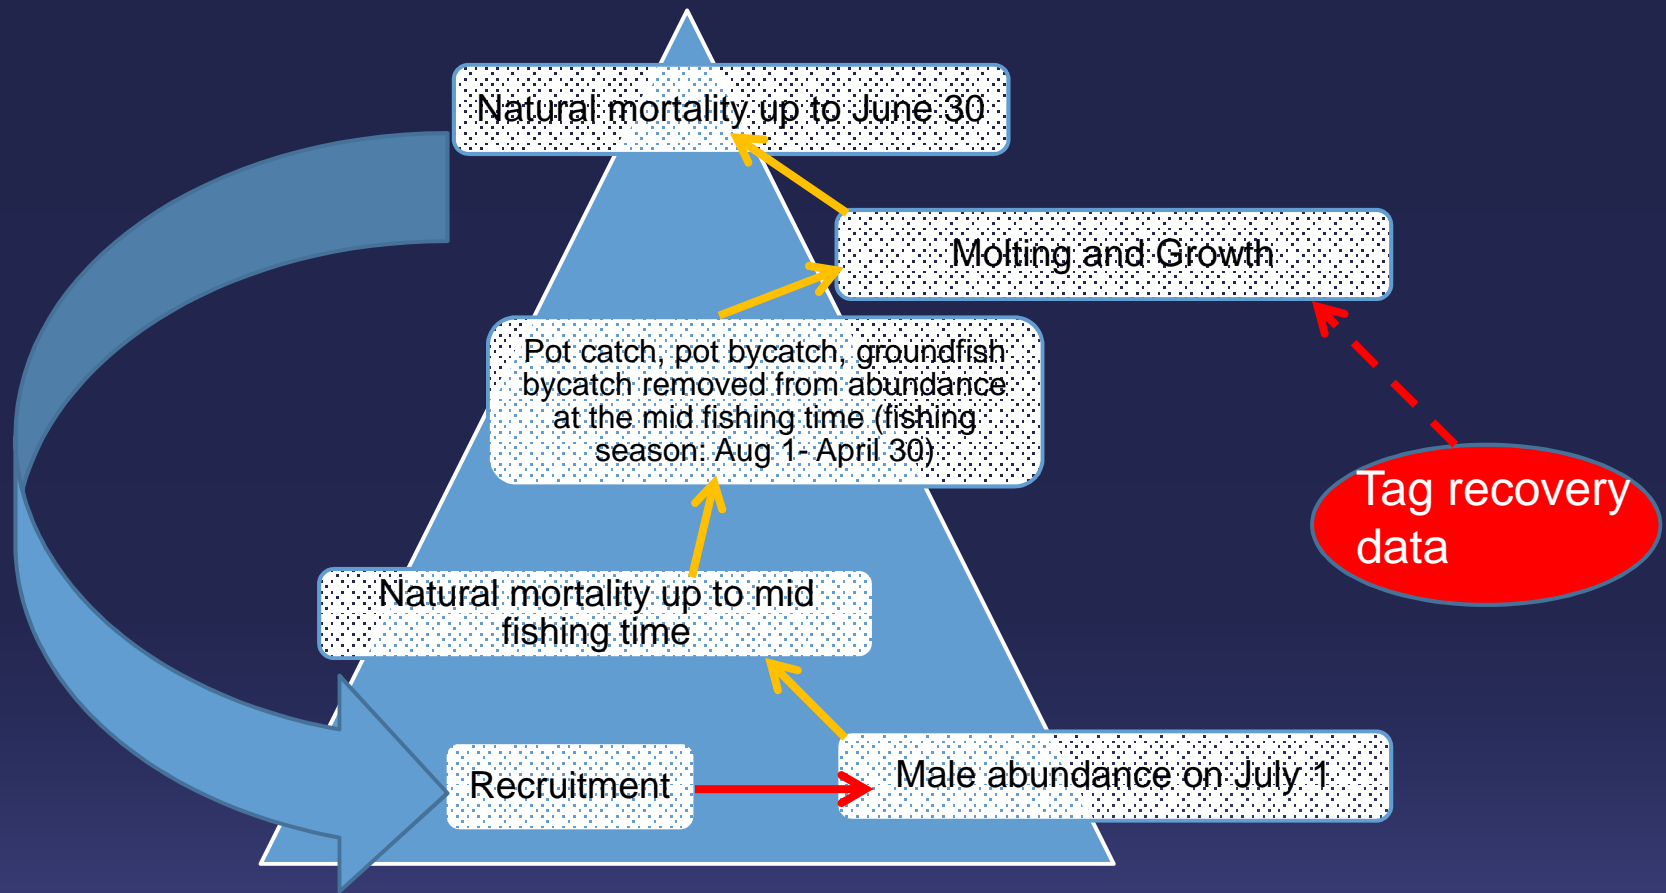 Natural mortality up to June 30
Molting and Growth
Pot catch, pot bycatch, groundfish
bycatch removed from abundance
at the mid fishing time (fishing
season: Aug 1- April 30)
Tag recovery
data
Natural mortality up to mid
fishing time
Recruitment
Male abundance on July 1